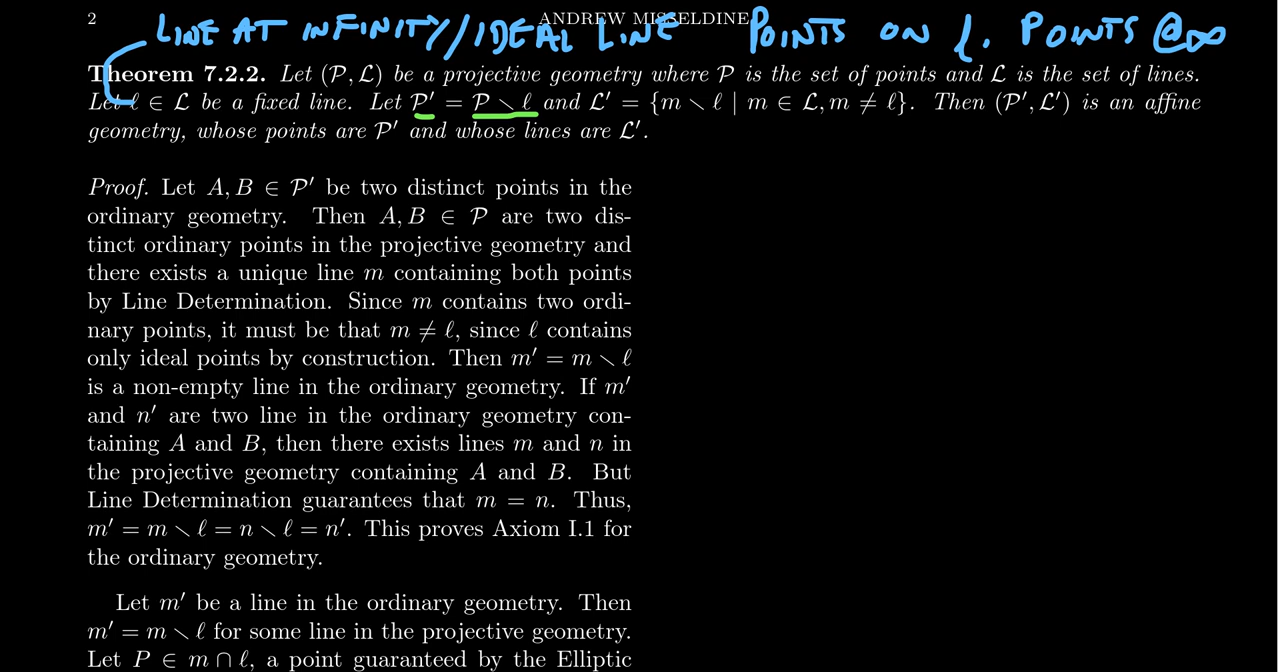 2
ANDREW MISSELDINE
LINE AT INFINITY/IDEAL LINE POINTS ON ℓ. POINTS @∞
Theorem 7.2.2. Let (𝒫, ℒ) be a projective geometry where 𝒫 is the set of points and ℒ is the set of lines.
Let ℓ ∈ ℒ be a fixed line. Let 𝒫′ = 𝒫 ∖ ℓ and ℒ′ = {m ∖ ℓ | m ∈ ℒ, m ≠ ℓ}. Then (𝒫′, ℒ′) is an affine
geometry, whose points are 𝒫′ and whose lines are ℒ′.
Proof. Let A, B ∈ 𝒫′ be two distinct points in the
ordinary geometry. Then A, B ∈ 𝒫 are two dis-
tinct ordinary points in the projective geometry and
there exists a unique line m containing both points
by Line Determination. Since m contains two ordi-
nary points, it must be that m ≠ ℓ, since ℓ contains
only ideal points by construction. Then m′ = m ∖ ℓ
is a non-empty line in the ordinary geometry. If m′
and n′ are two line in the ordinary geometry con-
taining A and B, then there exists lines m and n in
the projective geometry containing A and B. But
Line Determination guarantees that m = n. Thus,
m′ = m ∖ ℓ = n ∖ ℓ = n′. This proves Axiom I.1 for
the ordinary geometry.
Let m′ be a line in the ordinary geometry. Then
m′ = m ∖ ℓ for some line in the projective geometry.
Let P ∈ m ∩ ℓ, a point guaranteed by the Elliptic